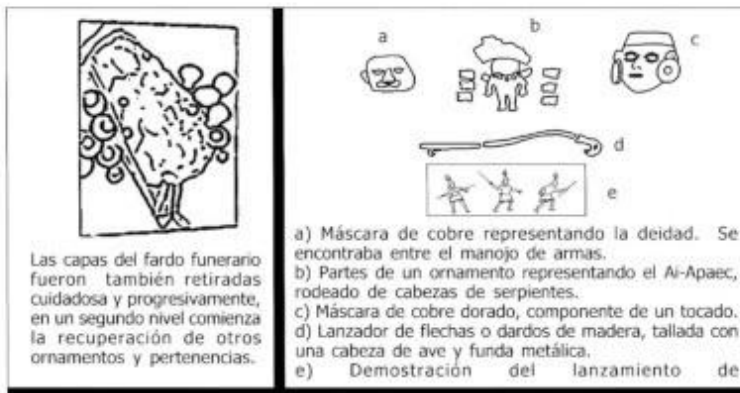 Las capas del fardo funerario
fueron también retiradas
cuidadosa y progresivamente,
en un segundo nivel comienza
la recuperación de otros
ornamentos y pertenencias.
a
b
c
d
e
a) Máscara de cobre representando la deidad. Se
encontraba entre el manojo de armas.
b) Partes de un ornamento representando el Ai-Apaec,
rodeado de cabezas de serpientes.
c) Máscara de cobre dorado, componente de un tocado.
d) Lanzador de flechas o dardos de madera, tallada con
una cabeza de ave y funda metálica.
e) Demostración del lanzamiento de